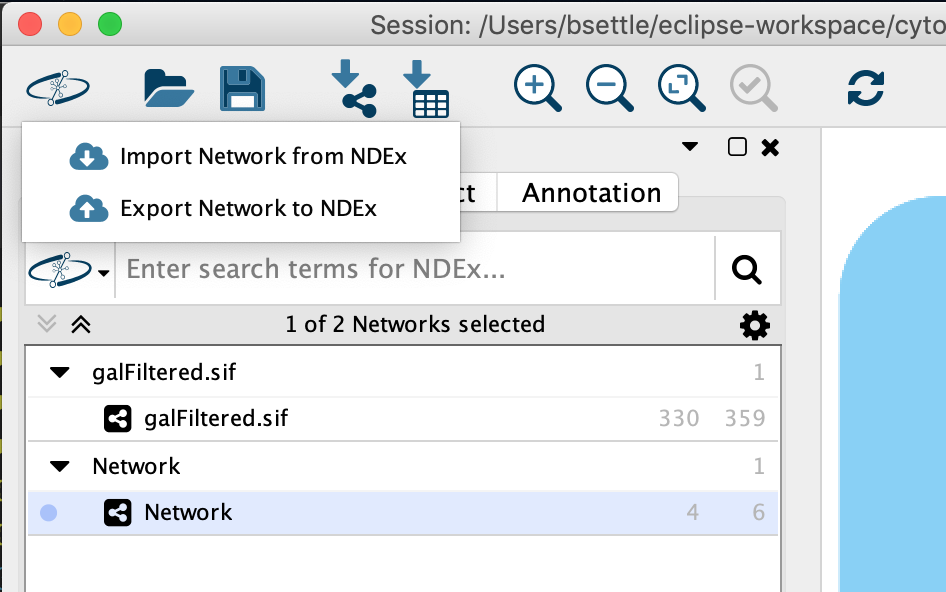 Session: /Users/bsettle/eclipse-workspace/cyto
Import Network from NDEx
Export Network to NDEx
ct
Annotation
Enter search terms for NDEx...
1 of 2 Networks selected
galFiltered.sif 1
galFiltered.sif 330 359
Network 1
Network 4 6